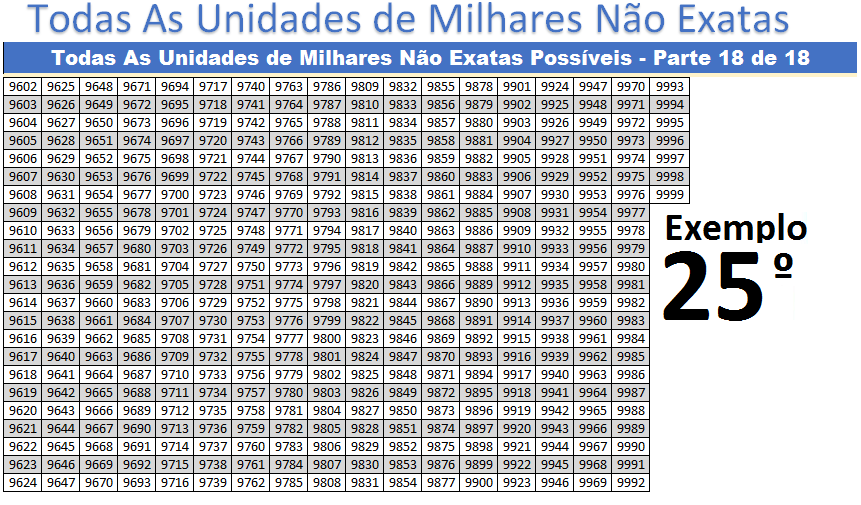 Todas As Unidades de Milhares Não Exatas
Todas As Unidades de Milhares Não Exatas Possíveis - Parte 18 de 18
9602 9625 9648 9671 9694 9717 9740 9763 9786 9809 9832 9855 9878 9901 9924 9947 9970 9993
9603 9626 9649 9672 9695 9718 9741 9764 9787 9810 9833 9856 9879 9902 9925 9948 9971 9994
9604 9627 9650 9673 9696 9719 9742 9765 9788 9811 9834 9857 9880 9903 9926 9949 9972 9995
9605 9628 9651 9674 9697 9720 9743 9766 9789 9812 9835 9858 9881 9904 9927 9950 9973 9996
9606 9629 9652 9675 9698 9721 9744 9767 9790 9813 9836 9859 9882 9905 9928 9951 9974 9997
9607 9630 9653 9676 9699 9722 9745 9768 9791 9814 9837 9860 9883 9906 9929 9952 9975 9998
9608 9631 9654 9677 9700 9723 9746 9769 9792 9815 9838 9861 9884 9907 9930 9953 9976 9999
9609 9632 9655 9678 9701 9724 9747 9770 9793 9816 9839 9862 9885 9908 9931 9954 9977
9610 9633 9656 9679 9702 9725 9748 9771 9794 9817 9840 9863 9886 9909 9932 9955 9978
9611 9634 9657 9680 9703 9726 9749 9772 9795 9818 9841 9864 9887 9910 9933 9956 9979
9612 9635 9658 9681 9704 9727 9750 9773 9796 9819 9842 9865 9888 9911 9934 9957 9980
9613 9636 9659 9682 9705 9728 9751 9774 9797 9820 9843 9866 9889 9912 9935 9958 9981
9614 9637 9660 9683 9706 9729 9752 9775 9798 9821 9844 9867 9890 9913 9936 9959 9982
9615 9638 9661 9684 9707 9730 9753 9776 9799 9822 9845 9868 9891 9914 9937 9960 9983
9616 9639 9662 9685 9708 9731 9754 9777 9800 9823 9846 9869 9892 9915 9938 9961 9984
9617 9640 9663 9686 9709 9732 9755 9778 9801 9824 9847 9870 9893 9916 9939 9962 9985
9618 9641 9664 9687 9710 9733 9756 9779 9802 9825 9848 9871 9894 9917 9940 9963 9986
9619 9642 9665 9688 9711 9734 9757 9780 9803 9826 9849 9872 9895 9918 9941 9964 9987
9620 9643 9666 9689 9712 9735 9758 9781 9804 9827 9850 9873 9896 9919 9942 9965 9988
9621 9644 9667 9690 9713 9736 9759 9782 9805 9828 9851 9874 9897 9920 9943 9966 9989
9622 9645 9668 9691 9714 9737 9760 9783 9806 9829 9852 9875 9898 9921 9944 9967 9990
9623 9646 9669 9692 9715 9738 9761 9784 9807 9830 9853 9876 9899 9922 9945 9968 9991
9624 9647 9670 9693 9716 9739 9762 9785 9808 9831 9854 9877 9900 9923 9946 9969 9992
Exemplo
25º